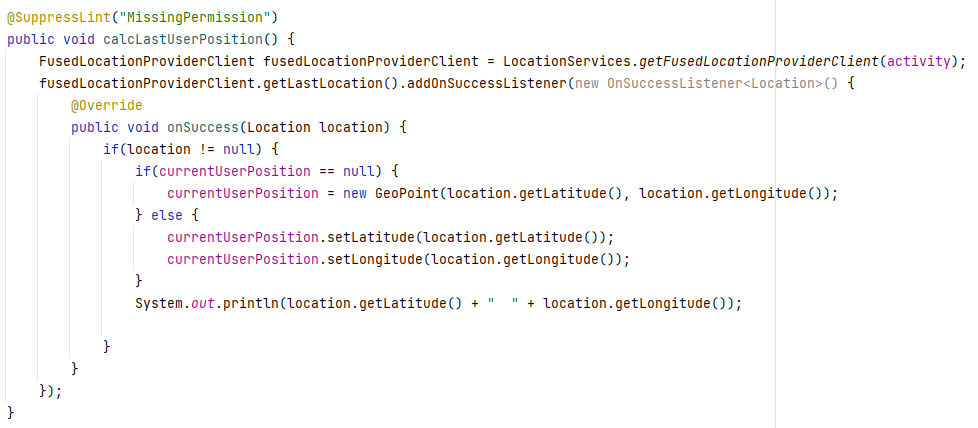 @SuppressLint("MissingPermission")
public void calcLastUserPosition() {
    FusedLocationProviderClient fusedLocationProviderClient = LocationServices.getFusedLocationProviderClient(activity);
    fusedLocationProviderClient.getLastLocation().addOnSuccessListener(new OnSuccessListener<Location>() {
        @Override
        public void onSuccess(Location location) {
            if(location != null) {
                if(currentUserPosition == null) {
                    currentUserPosition = new GeoPoint(location.getLatitude(), location.getLongitude());
                } else {
                    currentUserPosition.setLatitude(location.getLatitude());
                    currentUserPosition.setLongitude(location.getLongitude());
                }
                System.out.println(location.getLatitude() + "  " + location.getLongitude());

            }
        }
    });
}